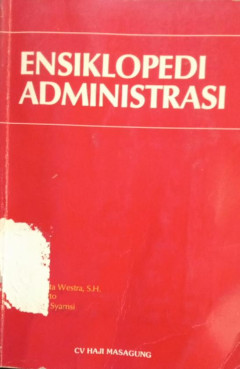 ENSIKLOPEDI
ADMINISTRASI
Westra, S.H.
Syamsi
CV HAJI MASAGUNG